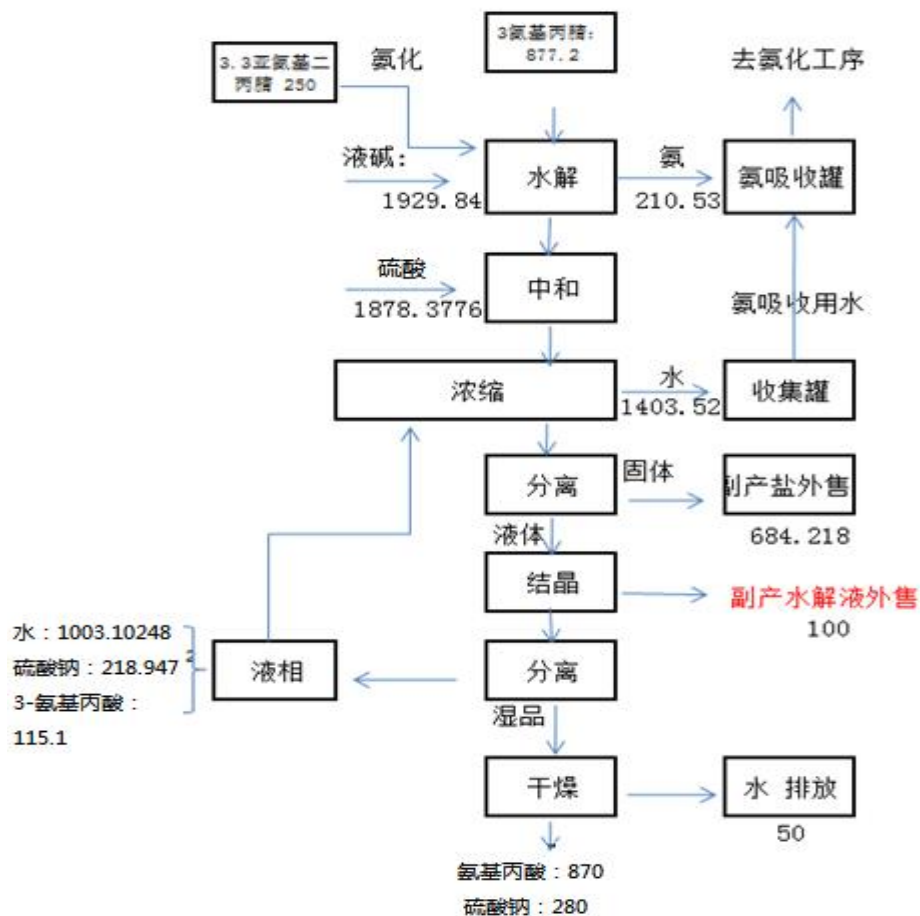 3氨基丙腈：
877.2
3.3亚氨基二
丙腈 250
氨化
去氨化工序
液碱：
1929.84
水解
氨
210.53
氨吸收罐
硫酸
1878.3776
中和
氨吸收用水
浓缩
水
1403.52
收集罐
分离
固体
副产盐外售
684.218
液体
结晶
副产水解液外售
100
水：1003.10248
硫酸钠：218.947
2
3-氨基丙酸：
115.1
液相
分离
湿品
干燥
水 排放
50
氨基丙酸：870
硫酸钠：280